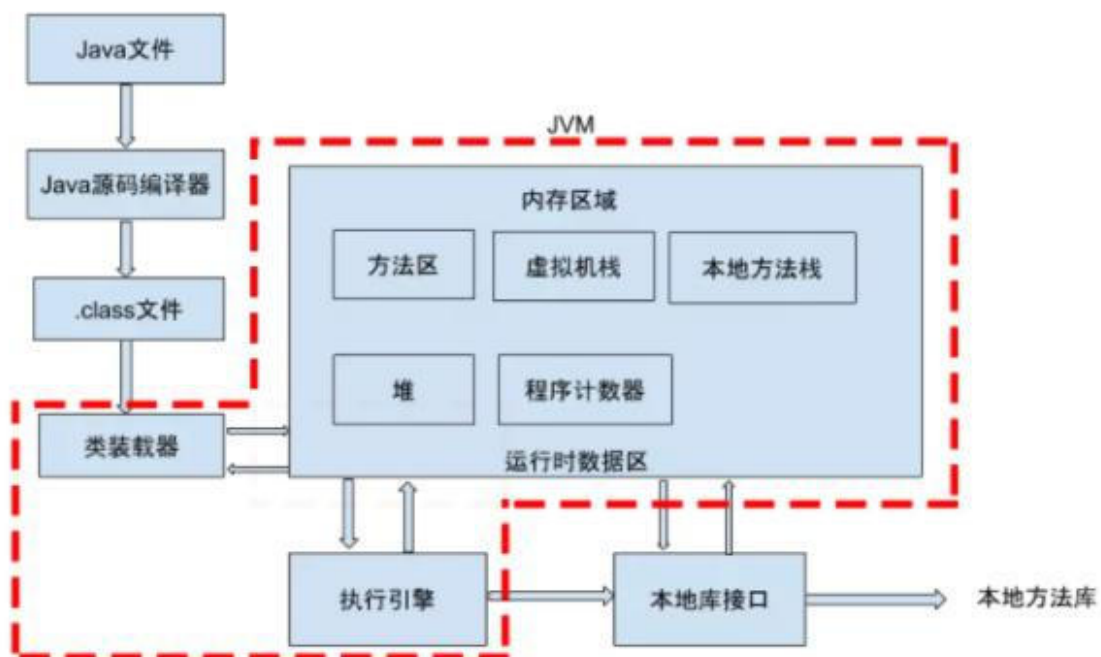 Java文件
JVM
Java源码编译器
内存区域
方法区
虚拟机栈
本地方法栈
.class文件
堆
程序计数器
类装载器
运行时数据区
执行引擎
本地库接口
本地方法库